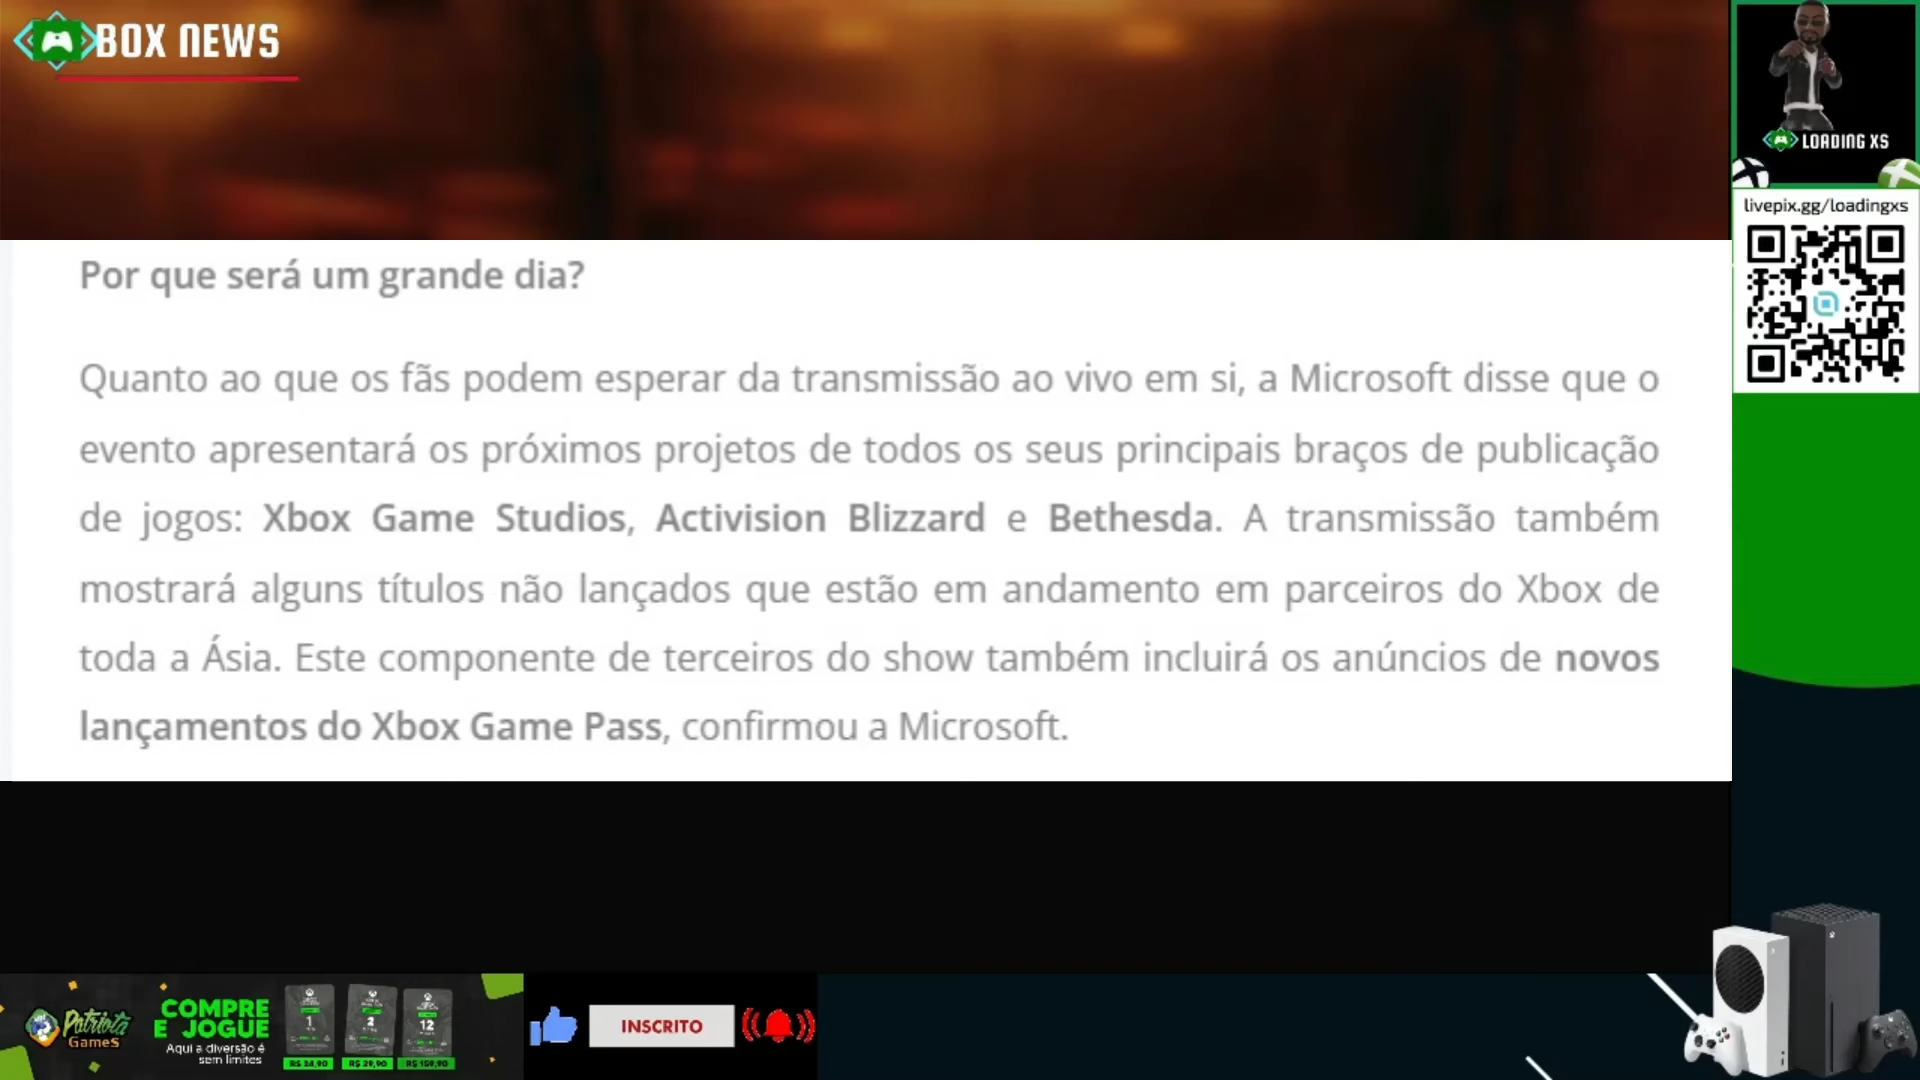 BOX NEWS
LOADING XS
livepix.gg/loadingxs
Por que será um grande dia?
Quanto ao que os fãs podem esperar da transmissão ao vivo em si, a Microsoft disse que o
evento apresentará os próximos projetos de todos os seus principais braços de publicação
de jogos: Xbox Game Studios, Activision Blizzard e Bethesda. A transmissão também
mostrará alguns títulos não lançados que estão em andamento em parceiros do Xbox de
toda a Ásia. Este componente de terceiros do show também incluirá os anúncios de novos
lançamentos do Xbox Game Pass, confirmou a Microsoft.
Patriota
Games
COMPRE
E JOGUE
Aqui a diversão é
sem limites
1
2
12
INSCRITO